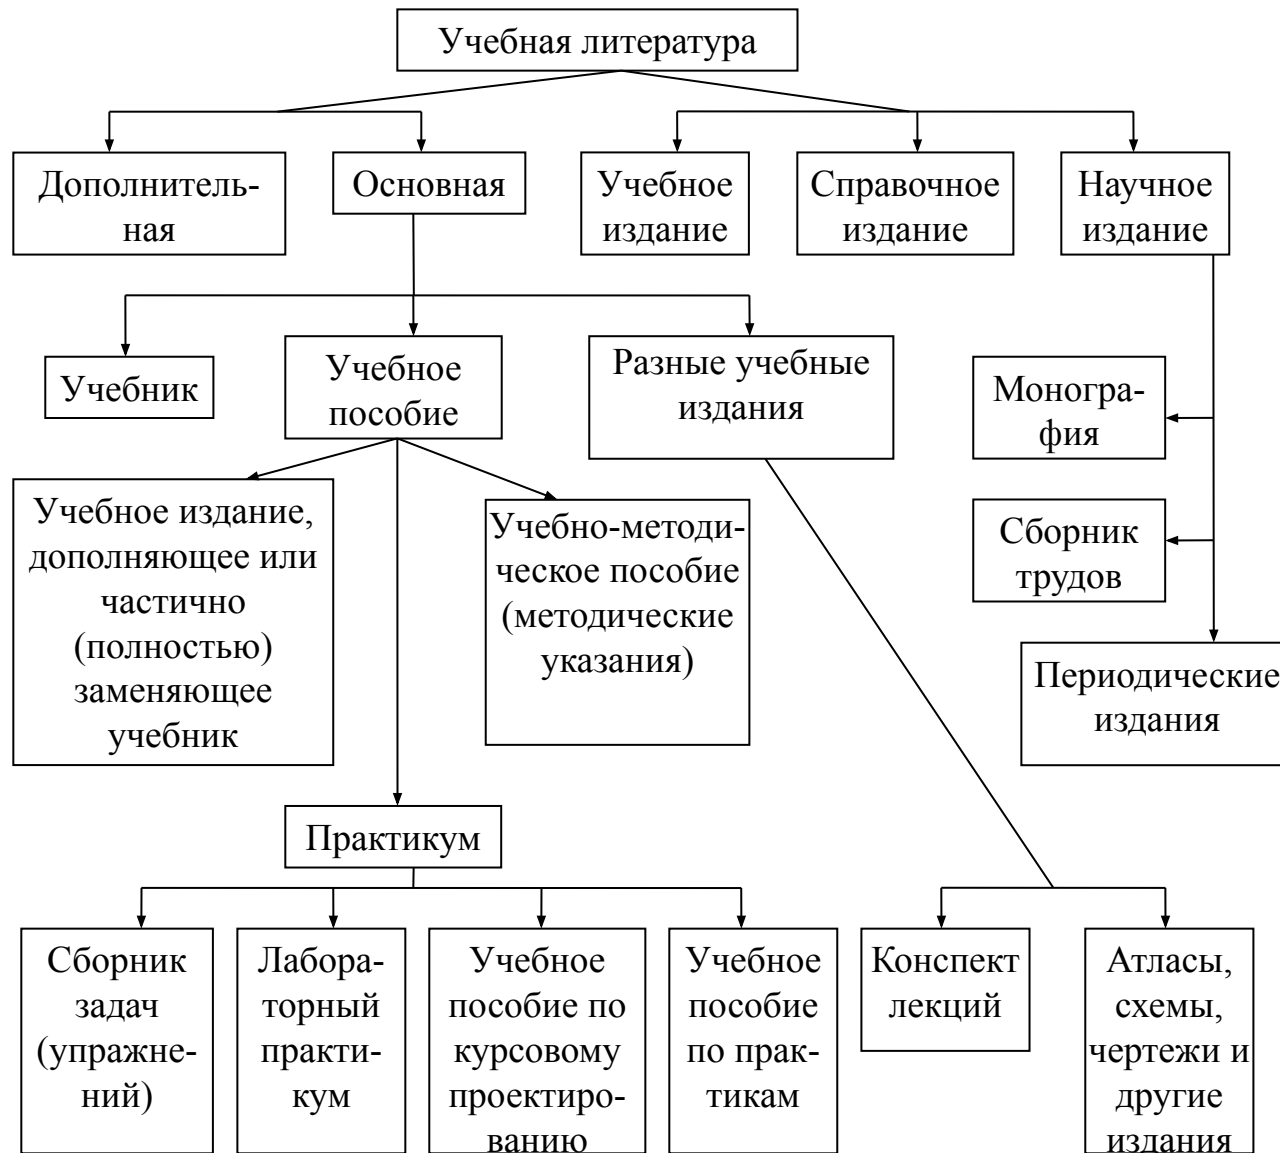 Учебная литература
Дополнитель-
ная
Основная
Учебное
издание
Справочное
издание
Научное
издание
Учебник
Учебное
пособие
Разные учебные
издания
Моногра-
фия
Сборник
трудов
Периодические
издания
Учебное издание,
дополняющее или
частично
(полностью)
заменяющее
учебник
Учебно-методи-
ческое пособие
(методические
указания)
Практикум
Сборник
задач
(упражне-
ний)
Лабора-
торный
практи-
кум
Учебное
пособие по
курсовому
проектиро-
ванию
Учебное
пособие
по прак-
тикам
Конспект
лекций
Атласы,
схемы,
чертежи и
другие
издания